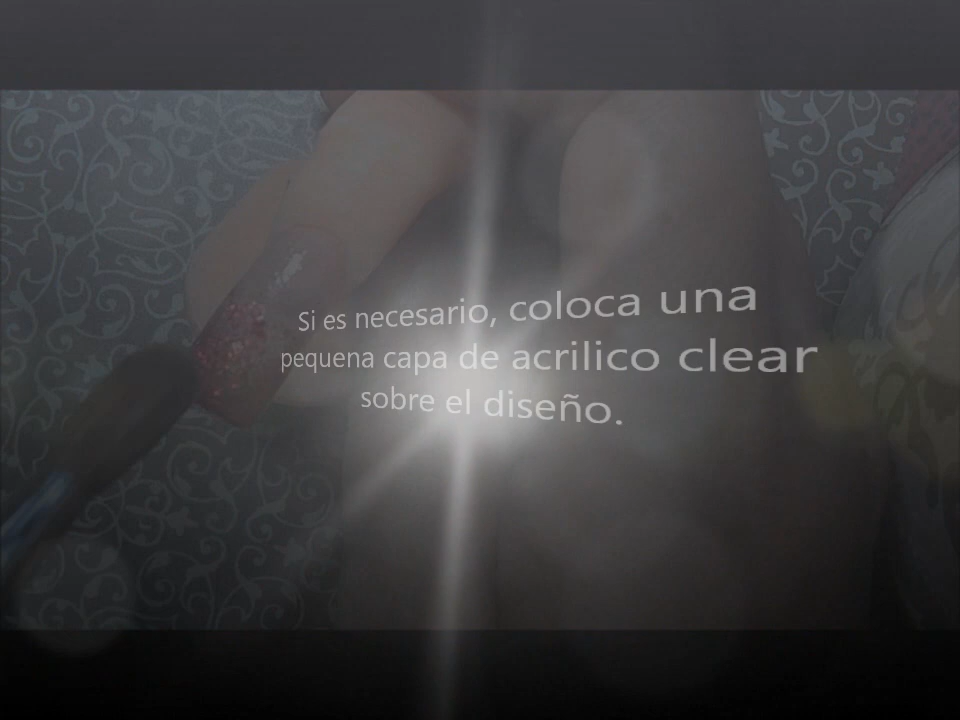 Si es necesario, coloca una
pequena capa de acrilico clear
sobre el diseño.